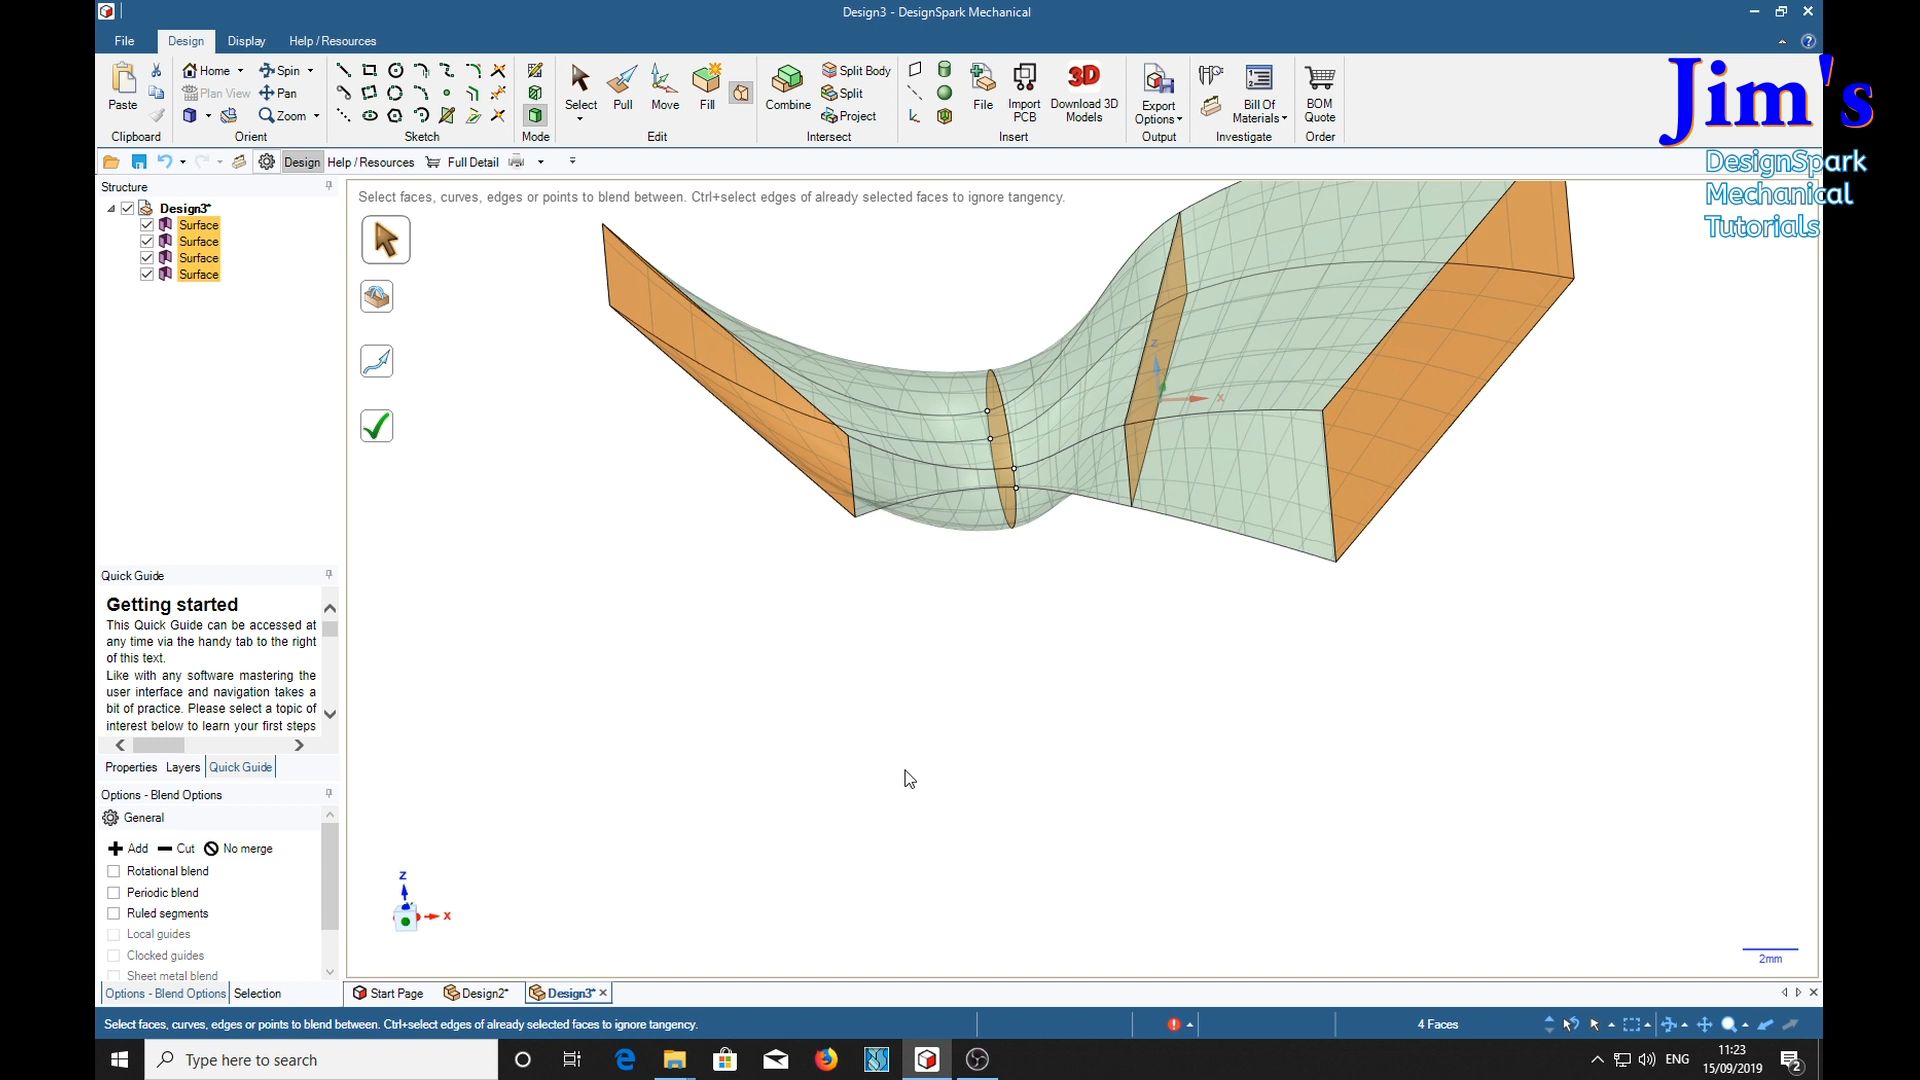 Design3 - DesignSpark Mechanical
File Design Display Help / Resources
Paste
Clipboard
Home Spin
Plan View Pan
Zoom
Orient
Sketch
Mode
Select Pull Move Fill
Edit
Combine
Split Body
Split
Project
Intersect
File
Import PCB
Download 3D Models
3D
Insert
Export Options
Output
Bill Of Materials
Investigate
BOM Quote
Order
Jim's
DesignSpark
Mechanical
Tutorials
Design Help / Resources Full Detail
Structure
Design3*
Surface
Surface
Surface
Surface
Select faces, curves, edges or points to blend between. Ctrl+select edges of already selected faces to ignore tangency.
z
x
Quick Guide
Getting started
This Quick Guide can be accessed at
any time via the handy tab to the right
of this text.
Like with any software mastering the
user interface and navigation takes a
bit of practice. Please select a topic of
interest below to learn your first steps
Properties Layers Quick Guide
Options - Blend Options
General
Add Cut No merge
Rotational blend
Periodic blend
Ruled segments
Local guides
Clocked guides
Sheet metal blend
Options - Blend Options Selection
Z
X
2mm
Start Page Design2* Design3*
Select faces, curves, edges or points to blend between. Ctrl+select edges of already selected faces to ignore tangency.
4 Faces
Type here to search
ENG
11:23
15/09/2019
2